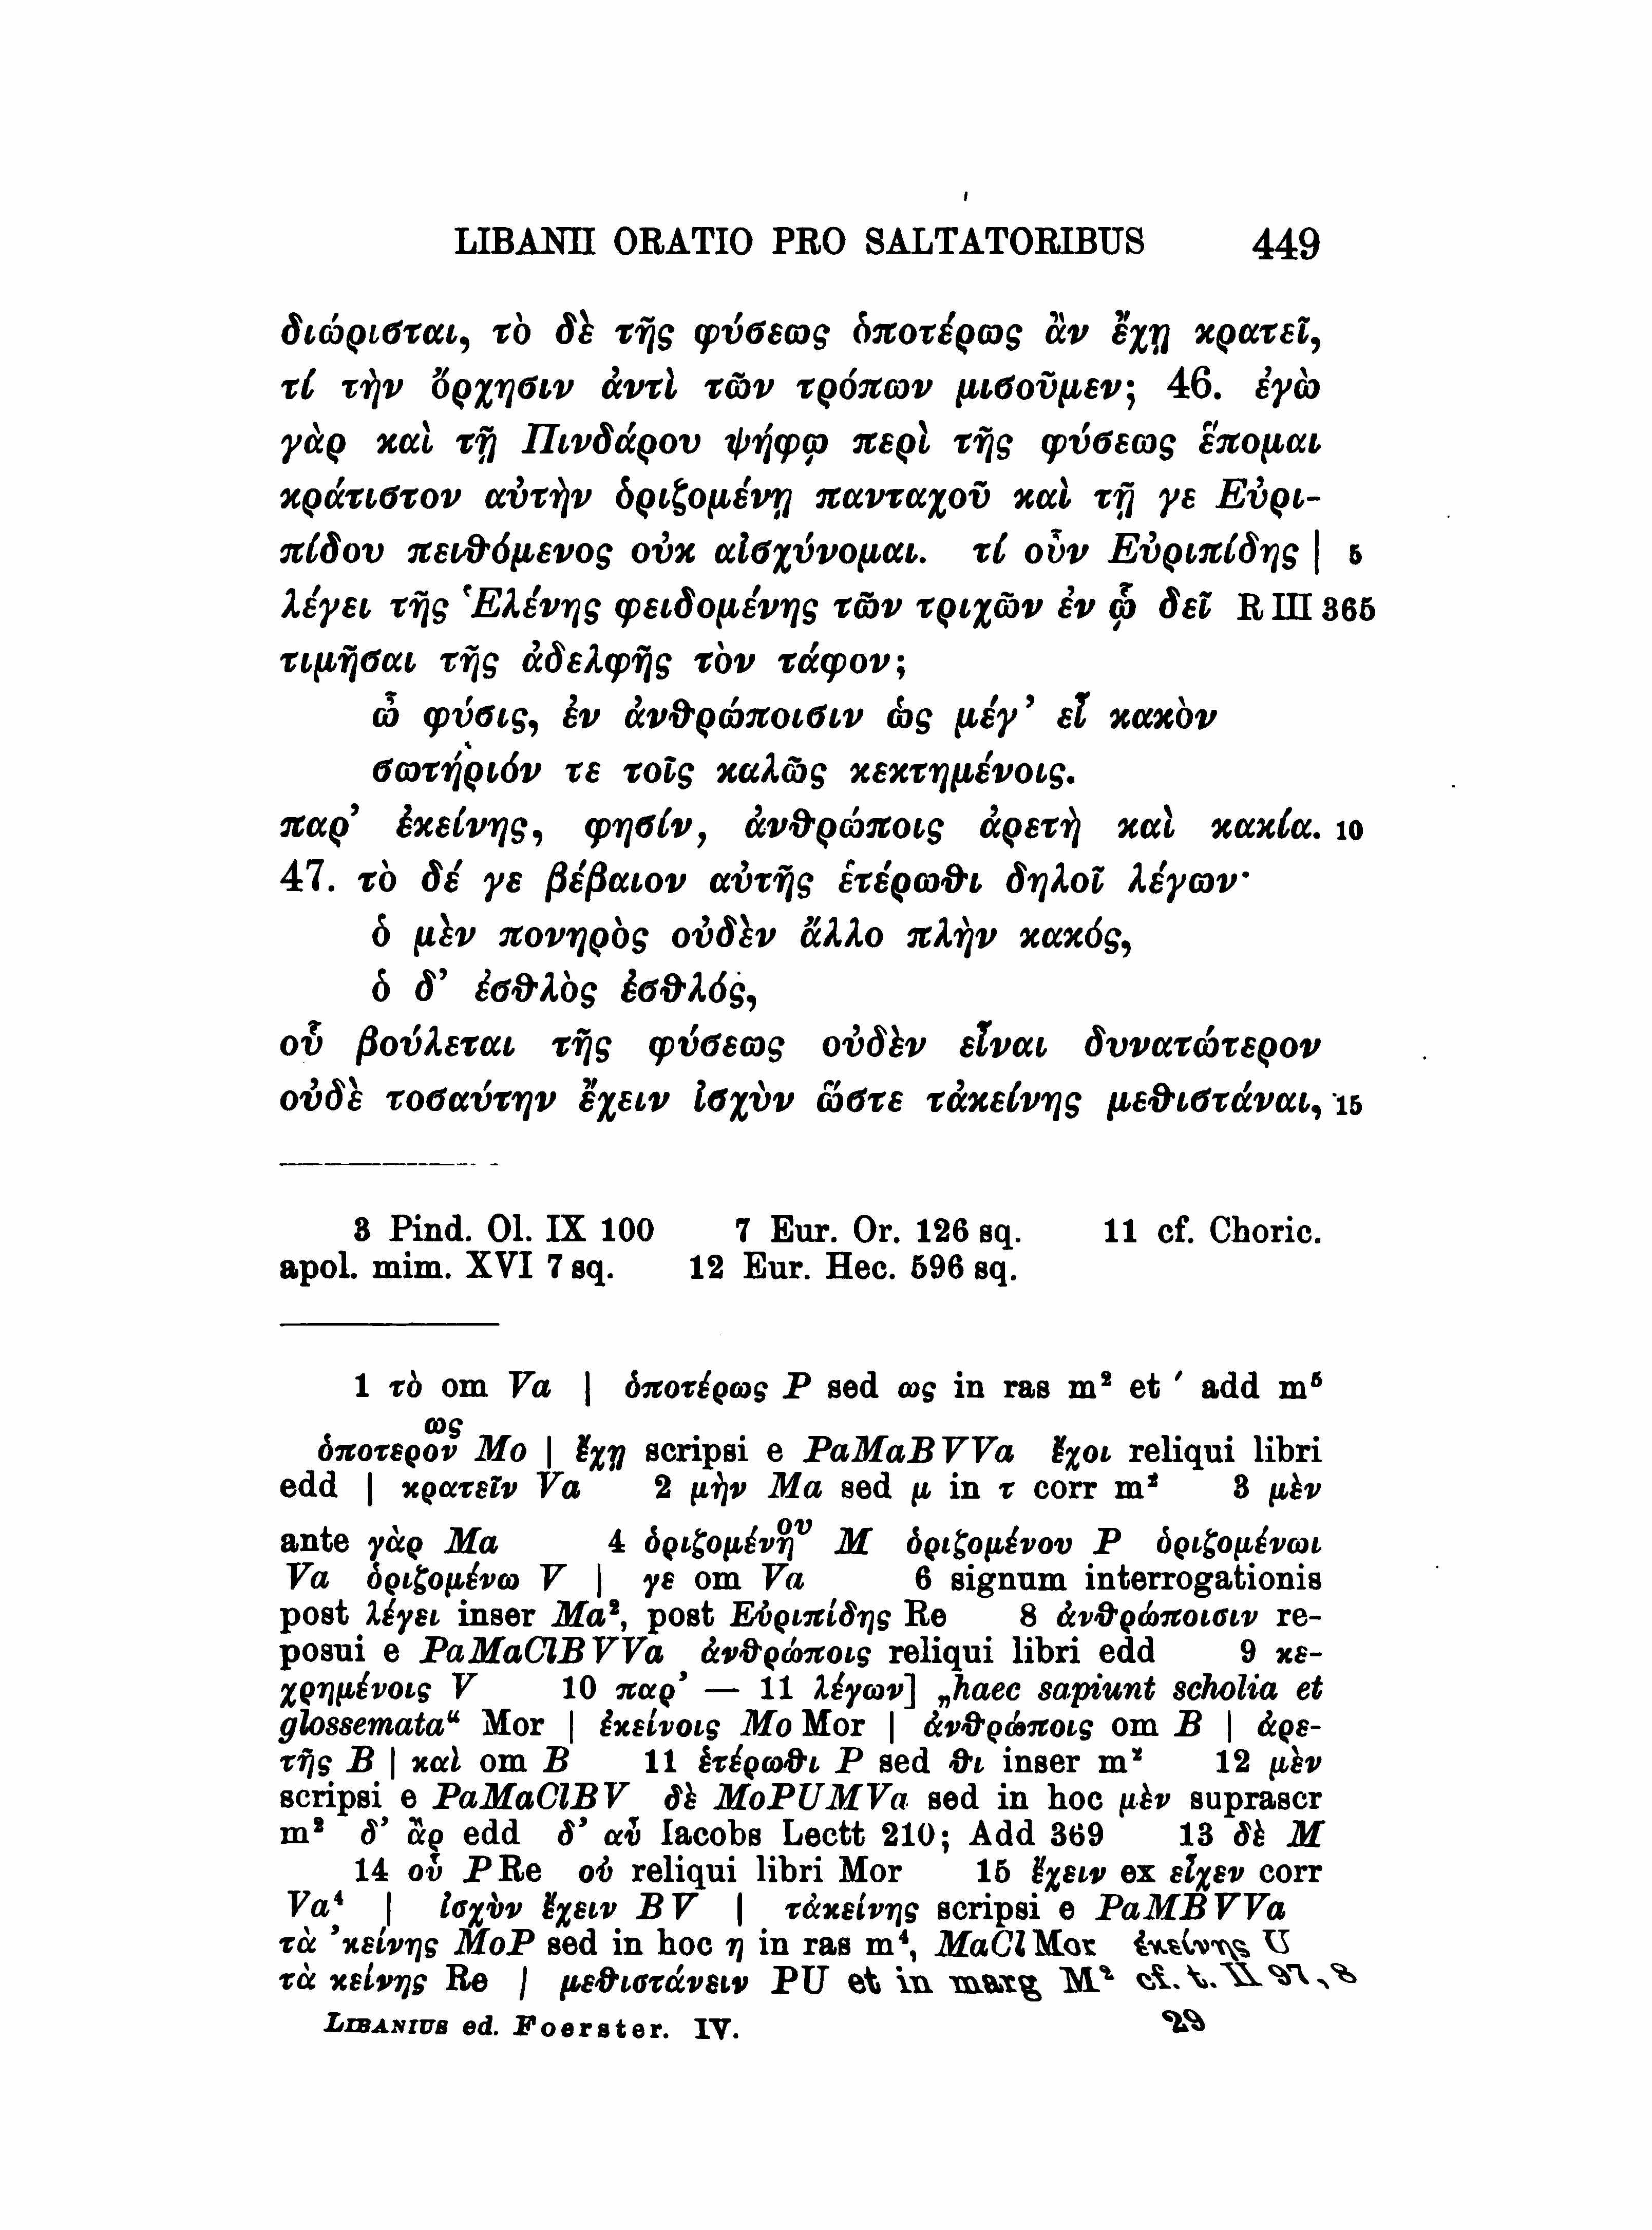 LIBANII ORATIO PRO SALTATORIBUS 449
διώρισται, τὸ δὲ τῆς φύσεως ὁποτέρως ἂν ἔχῃ κρατεῖ,
τί τὴν ὄρχησιν ἀντὶ τῶν τρόπων μισοῦμεν; 46. ἐγὼ
γὰρ καὶ τῇ Πινδάρου ψήφῳ περὶ τῆς φύσεως ἕπομαι
κράτιστον αὐτὴν ὁριζομένῃ πανταχοῦ καὶ τῇ γε Εὐρι-
πίδου πειθόμενος οὐκ αἰσχύνομαι. τί οὖν Εὐριπίδης | 5
λέγει τῆς Ἑλένης φειδομένης τῶν τριχῶν ἐν ᾧ δεῖ R III 365
τιμῆσαι τῆς ἀδελφῆς τὸν τάφον;
ὦ φύσις, ἐν ἀνθρώποισιν ὡς μέγ’ εἶ κακὸν
σωτήριόν τε τοῖς καλῶς κεκτημένοις.
παρ’ ἐκείνης, φησίν, ἀνθρώποις ἀρετὴ καὶ κακία. 10
47. τὸ δέ γε βέβαιον αὐτῆς ἑτέρωθι δηλοῖ λέγων·
ὁ μὲν πονηρὸς οὐδὲν ἄλλο πλὴν κακός,
ὁ δ’ ἐσθλὸς ἐσθλός,
οὗ βούλεται τῆς φύσεως οὐδὲν εἶναι δυνατώτερον
οὐδὲ τοσαύτην ἔχειν ἰσχὺν ὥστε τἀκείνης μεθιστάναι, 15
3 Pind. Ol. IX 100 7 Eur. Or. 126 sq. 11 cf. Choric.
apol. mim. XVI 7 sq. 12 Eur. Hec. 596 sq.
1 τὸ om Va | ὁποτέρως P sed ως in ras m² et ′ add m⁵
ως
ὁποτερον Mo | ἔχῃ scripsi e PaMaBVVa ἔχοι reliqui libri
edd | κρατεῖν Va 2 μὴν Ma sed μ in τ corr m² 3 μὲν
ου
ante γὰρ Ma 4 ὁριζομένη M ὁριζομένου P ὁριζομένωι
Va ὁριζομένω V | γε om Va 6 signum interrogationis
post λέγει inser Ma², post Εὐριπίδης Re 8 ἀνθρώποισιν re-
posui e PaMaClBVVa ἀνθρώποις reliqui libri edd 9 κε-
χρημένοις V 10 παρ’ — 11 λέγων] „haec sapiunt scholia et
glossemata“ Mor | ἐκείνοις Mo Mor | ἀνθρώποις om B | ἀρε-
τῆς B | καὶ om B 11 ἑτέρωθι P sed θι inser m² 12 μὲν
scripsi e PaMaClBV δὲ MoPUMVa sed in hoc μὲν suprascr
m² δ’ ἂρ edd δ’ αὖ Iacobs Lectt 210; Add 369 13 δὲ M
14 οὗ P Re οὐ reliqui libri Mor 15 ἔχειν ex εἶχεν corr
Va⁴ | ἰσχὺν ἔχειν BV | τἀκείνης scripsi e PaMBVVa
τὰ ’κείνης MoP sed in hoc η in ras m⁴, MaCl Mor ἐκείνης U
τὰ κείνης Re | μεθιστάνειν PU et in marg M² cf. t. II 97, 8
LIBANIUS ed. Foerster. IV. 29